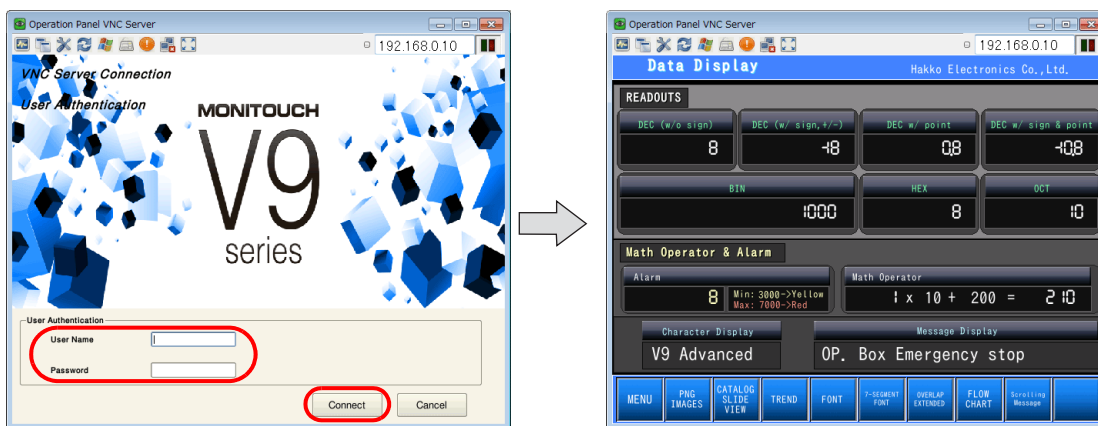 Operation Panel VNC Server
192.168.0.10
VNC Server Connection
User Authentication
MONITOUCH
V9
series
User Authentication
User Name
Password
Connect Cancel
Operation Panel VNC Server
192.168.0.10
Data Display Hakko Electronics Co.,Ltd.
READOUTS
DEC (w/o sign) DEC (w/ sign,+/-) DEC w/ point DEC w/ sign & point
8 -18 0,8 -10,8
BIN HEX OCT
1000 8 10
Math Operator & Alarm
Alarm Math Operator
8 Min: 3000->Yellow
Max: 7000->Red
1 x 10 + 200 = 210
Character Display Message Display
V9 Advanced OP. Box Emergency stop
MENU PNG IMAGES CATALOG SLIDE VIEW TREND FONT 7-SEGMENT FONT OVERLAP EXTENDED FLOW CHART Scrolling Message